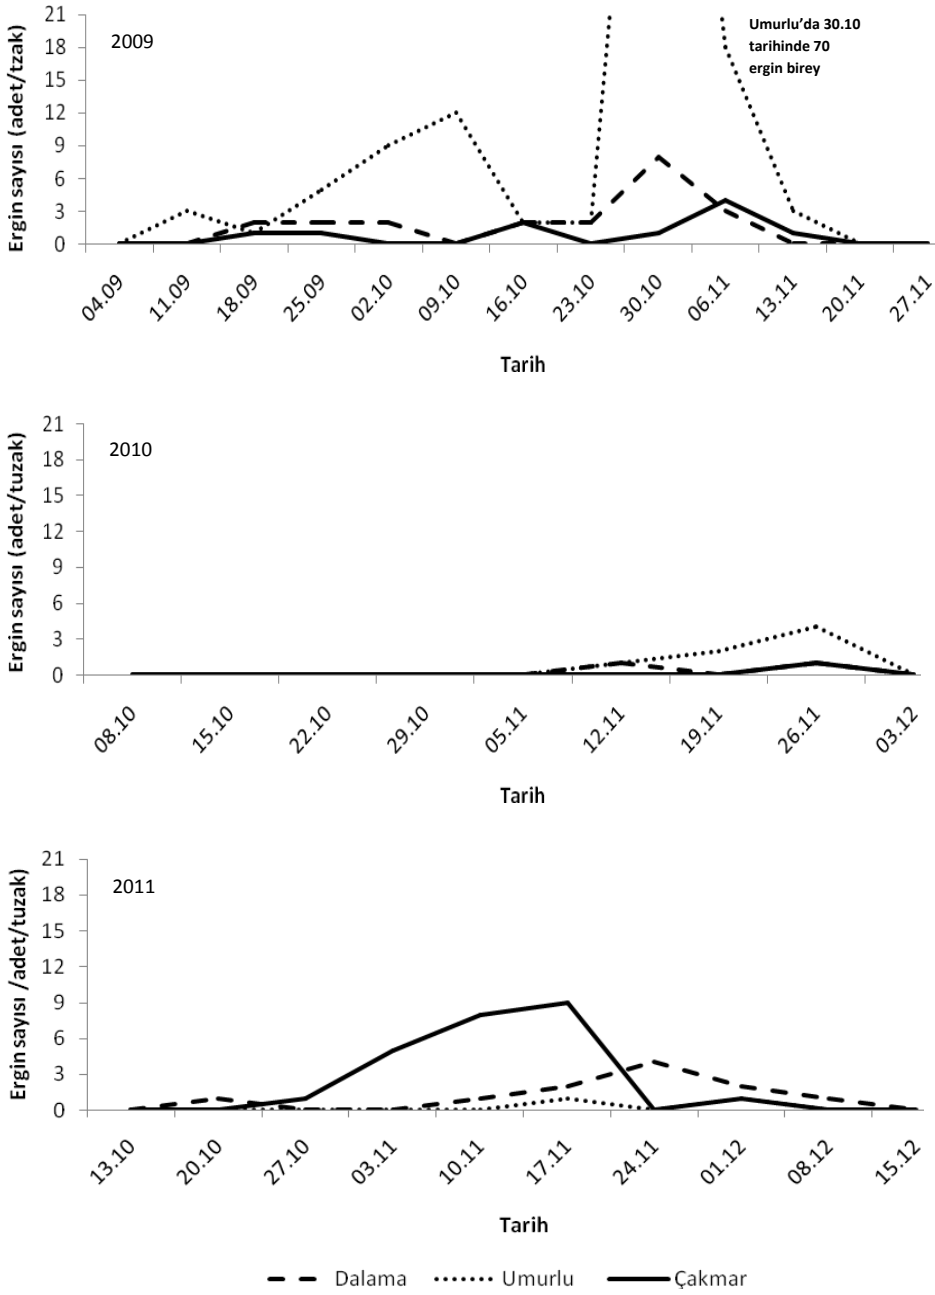 2009
Umurlu’da 30.10
tarihinde 70
ergin birey
Ergin sayısı (adet/tzak)
21
18
15
12
9
6
3
0
04.09 11.09 18.09 25.09 02.10 09.10 16.10 23.10 30.10 06.11 13.11 20.11 27.11
Tarih
2010
Ergin sayısı (adet/tuzak)
21
18
15
12
9
6
3
0
08.10 15.10 22.10 29.10 05.11 12.11 19.11 26.11 03.12
Tarih
2011
Ergin sayısı /adet/tuzak)
21
18
15
12
9
6
3
0
13.10 20.10 27.10 03.11 10.11 17.11 24.11 01.12 08.12 15.12
Tarih
Dalama Umurlu Çakmar